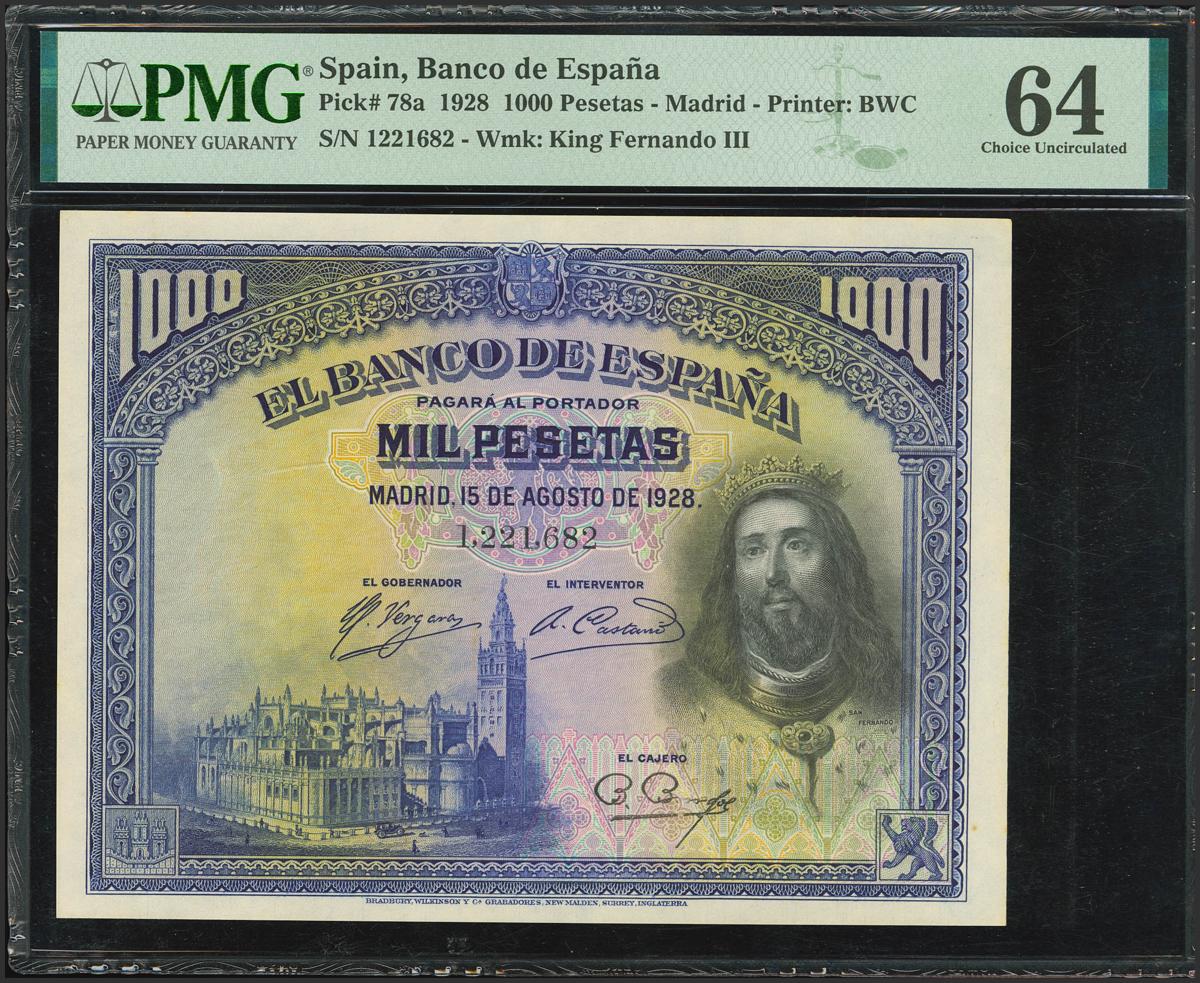 PMG®
PAPER MONEY GUARANTY
Spain, Banco de España
Pick# 78a 1928 1000 Pesetas - Madrid - Printer: BWC
S/N 1221682 - Wmk: King Fernando III
64
Choice Uncirculated
1000
1000
EL BANCO DE ESPAÑA
PAGARÁ AL PORTADOR
MIL PESETAS
MADRID, 15 DE AGOSTO DE 1928.
1,221,682
EL GOBERNADOR
EL INTERVENTOR
Vergara
A. Castaño
SAN
FERNANDO
EL CAJERO
BRADBURY, WILKINSON Y Cª GRABADORES, NEW MALDEN, SURREY, INGLATERRA